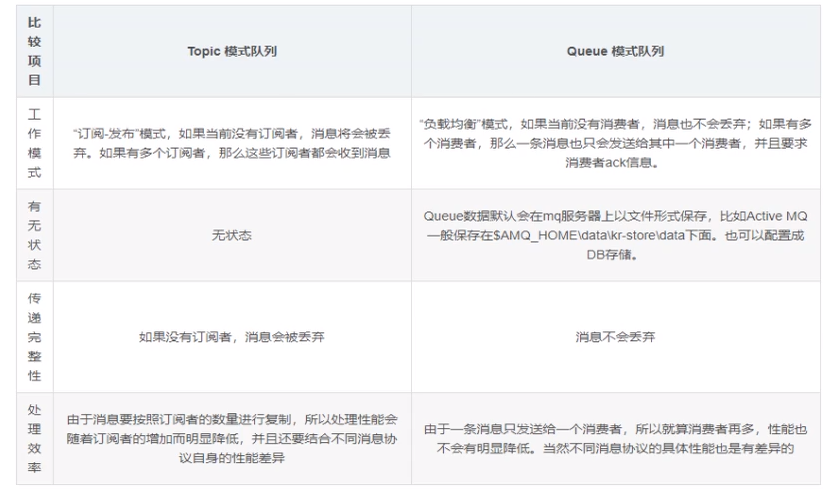 比
较
项
目
Topic 模式队列
Queue 模式队列
工
作
模
式
“订阅-发布”模式，如果当前没有订阅者，消息将会被丢
弃。如果有多个订阅者，那么这些订阅者都会收到消息
“负载均衡”模式，如果当前没有消费者，消息也不会丢弃；如果有多
个消费者，那么一条消息也只会发送给其中一个消费者，并且要求
消费者ack信息。
有
无
状
态
无状态
Queue数据默认会在mq服务器上以文件形式保存，比如Active MQ
一般保存在$AMQ_HOME\data\kr-store\data下面。也可以配置成
DB存储。
传
递
完
整
性
如果没有订阅者，消息会被丢弃
消息不会丢弃
处
理
效
率
由于消息要按照订阅者的数量进行复制，所以处理性能会
随着订阅者的增加而明显降低，并且还要结合不同消息协
议自身的性能差异
由于一条消息只发送给一个消费者，所以就算消费者再多，性能也
不会有明显降低。当然不同消息协议的具体性能也是有差异的